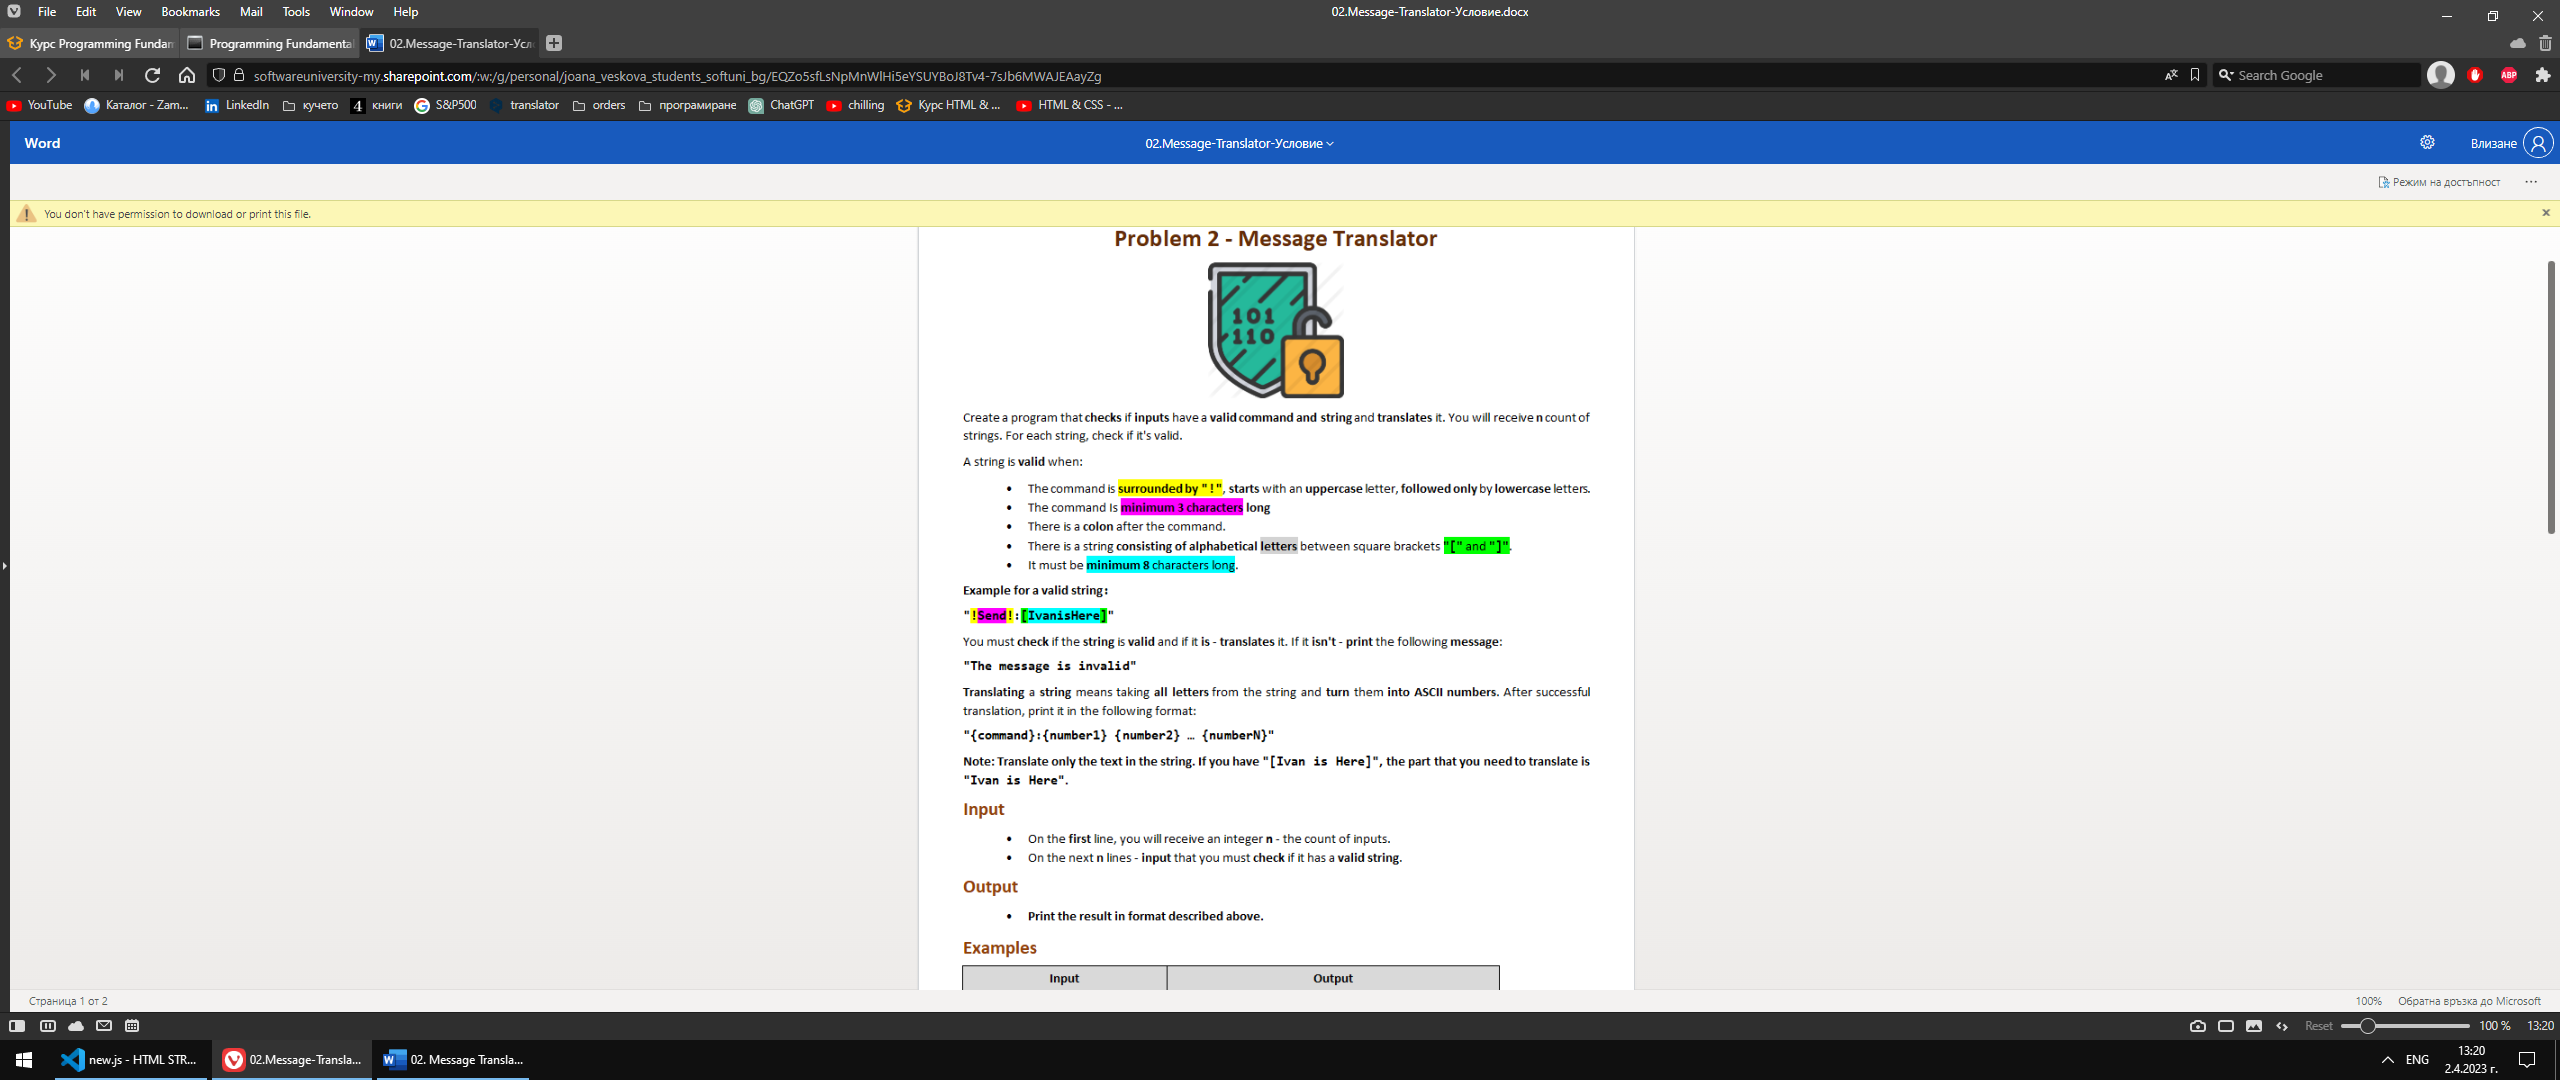 File Edit View Bookmarks Mail Tools Window Help 02.Message-Translator-Условие.docx
Курс Programming Fundam Programming Fundamental 02.Message-Translator-Усло
softwareuniversity-my.sharepoint.com/:w:/g/personal/joana_veskova_students_softuni_bg/EQZo5sfLsNpMnWlHi5eYSUYBoJ8Tv4-7sJb6MWAJEAayZg Search Google ABP
YouTube Каталог - Zam... LinkedIn кучето 4 книги S&P500 translator orders програмиране ChatGPT chilling Курс HTML & ... HTML & CSS - ...
Word 02.Message-Translator-Условие Влизане
Режим на достъпност ...
You don't have permission to download or print this file.
Problem 2 - Message Translator
101
110
Create a program that checks if inputs have a valid command and string and translates it. You will receive n count of
strings. For each string, check if it's valid.
A string is valid when:
• The command is surrounded by "!", starts with an uppercase letter, followed only by lowercase letters.
• The command Is minimum 3 characters long
• There is a colon after the command.
• There is a string consisting of alphabetical letters between square brackets "[" and "]".
• It must be minimum 8 characters long.
Example for a valid string:
"!Send!:[IvanisHere]"
You must check if the string is valid and if it is - translates it. If it isn't - print the following message:
"The message is invalid"
Translating a string means taking all letters from the string and turn them into ASCII numbers. After successful
translation, print it in the following format:
"{command}:{number1} {number2} … {numberN}"
Note: Translate only the text in the string. If you have "[Ivan is Here]", the part that you need to translate is
"Ivan is Here".
Input
• On the first line, you will receive an integer n - the count of inputs.
• On the next n lines - input that you must check if it has a valid string.
Output
• Print the result in format described above.
Examples
Input Output
Страница 1 от 2 100% Обратна връзка до Microsoft
Reset 100 % 13:20
new.js - HTML STR... 02.Message-Transla... 02. Message Transla... ENG 13:20
2.4.2023 г.